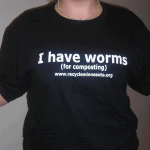 I have worms
(for composting)
www.recycleminnesota.org